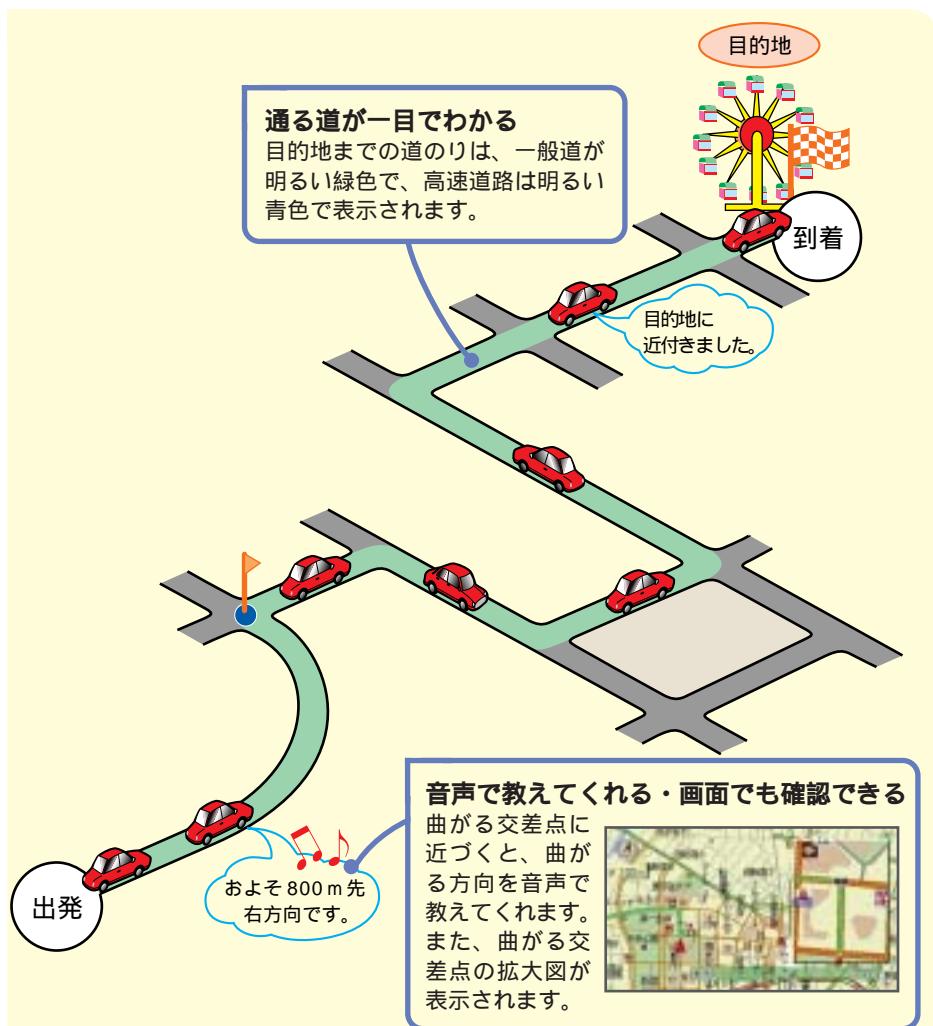 目的地
通る道が一目でわかる
目的地までの道のりは、一般道が
明るい緑色で、高速道路は明るい
青色で表示されます。
到着
目的地に
近付きました。
音声で教えてくれる・画面でも確認できる
曲がる交差点に
近づくと、曲が
る方向を音声で
教えてくれます。
また、曲がる交
差点の拡大図が
表示されます。
およそ800m先
右方向です。
出発